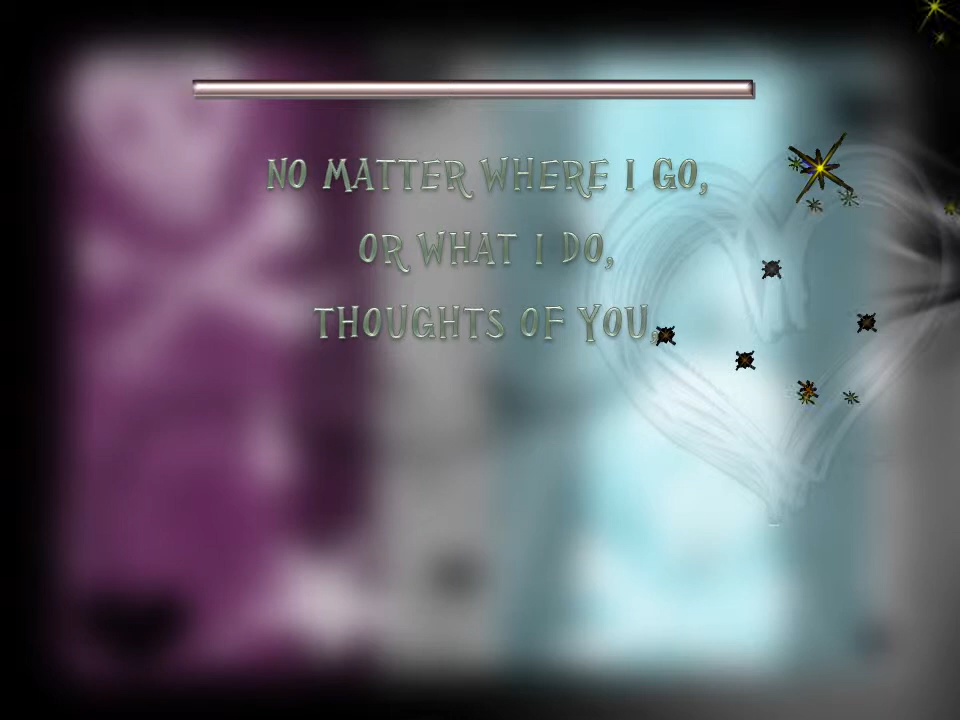 NO MATTER WHERE I GO,
OR WHAT I DO,
THOUGHTS OF YOU,